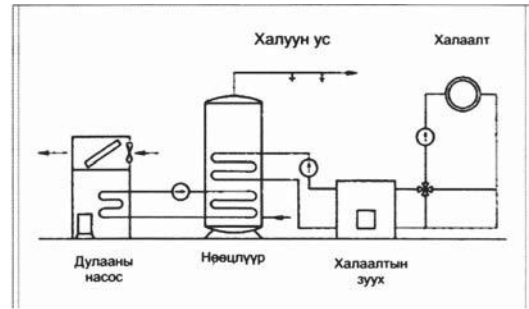 Халуун ус
Халаалт
Дулааны
насос
Нөөцлүүр
Халаалтын
зуух